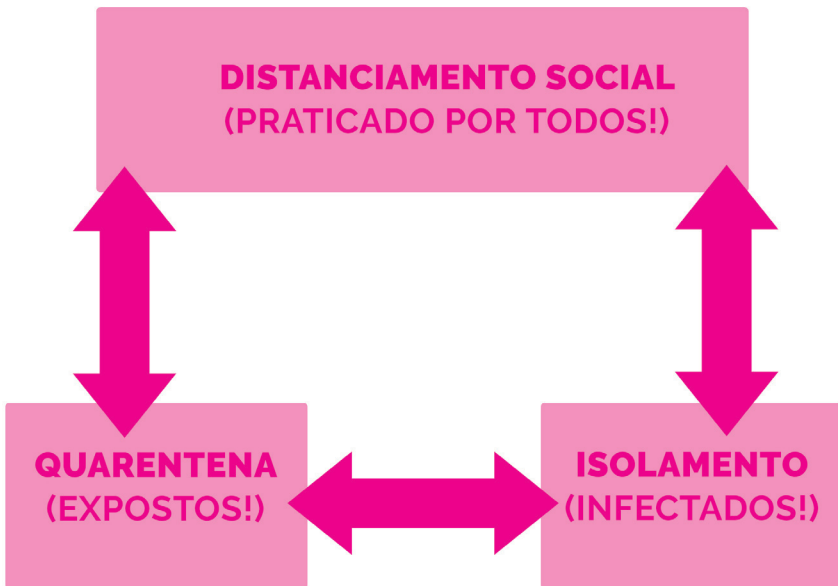 DISTANCIAMENTO SOCIAL
(PRATICADO POR TODOS!)
QUARENTENA
(EXPOSTOS!)
ISOLAMENTO
(INFECTADOS!)